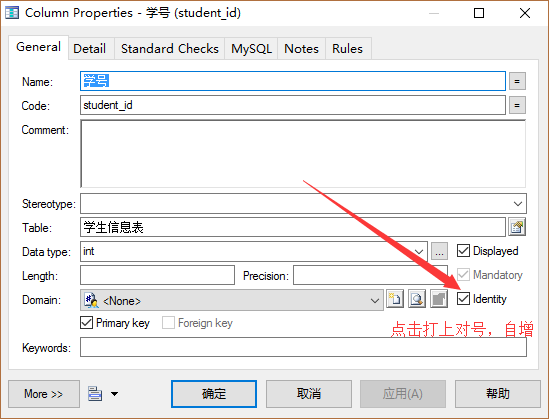 Column Properties - 学号 (student_id)
General Detail Standard Checks MySQL Notes Rules
Name: 学号 =
Code: student_id =
Comment:
Stereotype:
Table: 学生信息表
Data type: int ... Displayed
Length: Precision: Mandatory
Domain: <None> Identity
点击打上对号，自增
Primary key Foreign key
Keywords:
More >> 确定 取消 应用(A) 帮助